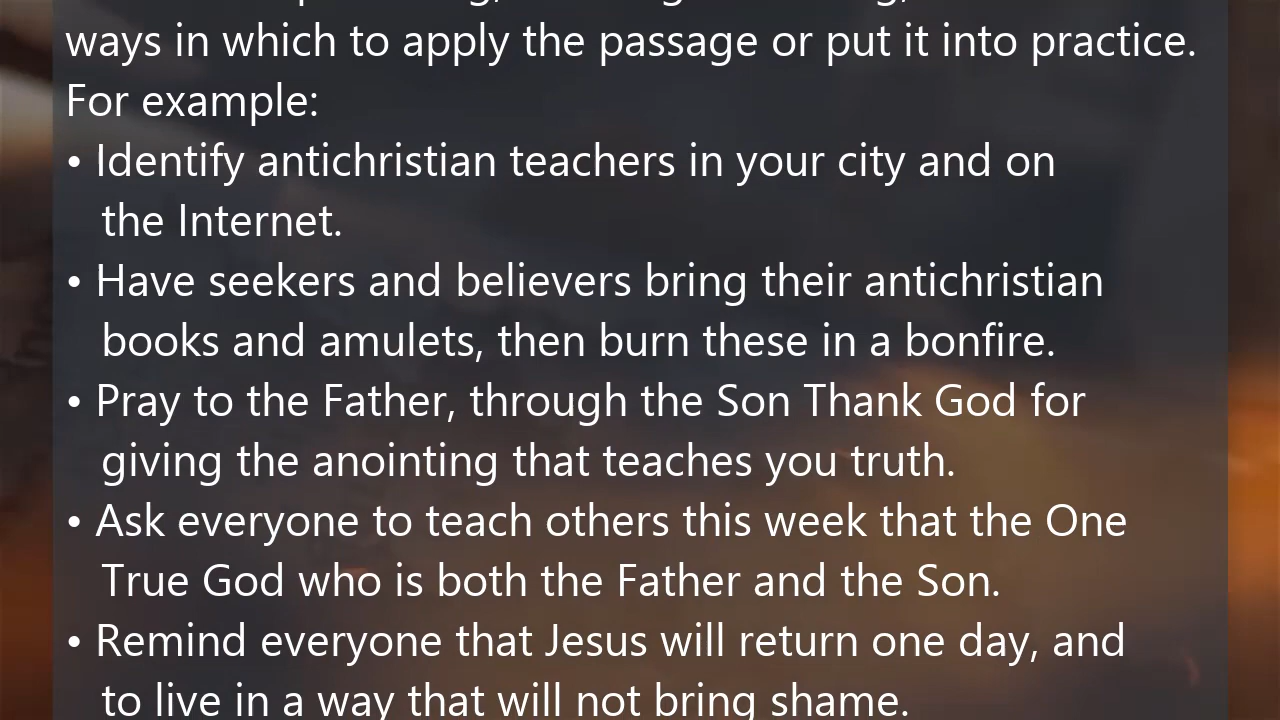 ways in which to apply the passage or put it into practice.
For example:
• Identify antichristian teachers in your city and on
the Internet.
• Have seekers and believers bring their antichristian
books and amulets, then burn these in a bonfire.
• Pray to the Father, through the Son Thank God for
giving the anointing that teaches you truth.
• Ask everyone to teach others this week that the One
True God who is both the Father and the Son.
• Remind everyone that Jesus will return one day, and
to live in a way that will not bring shame.